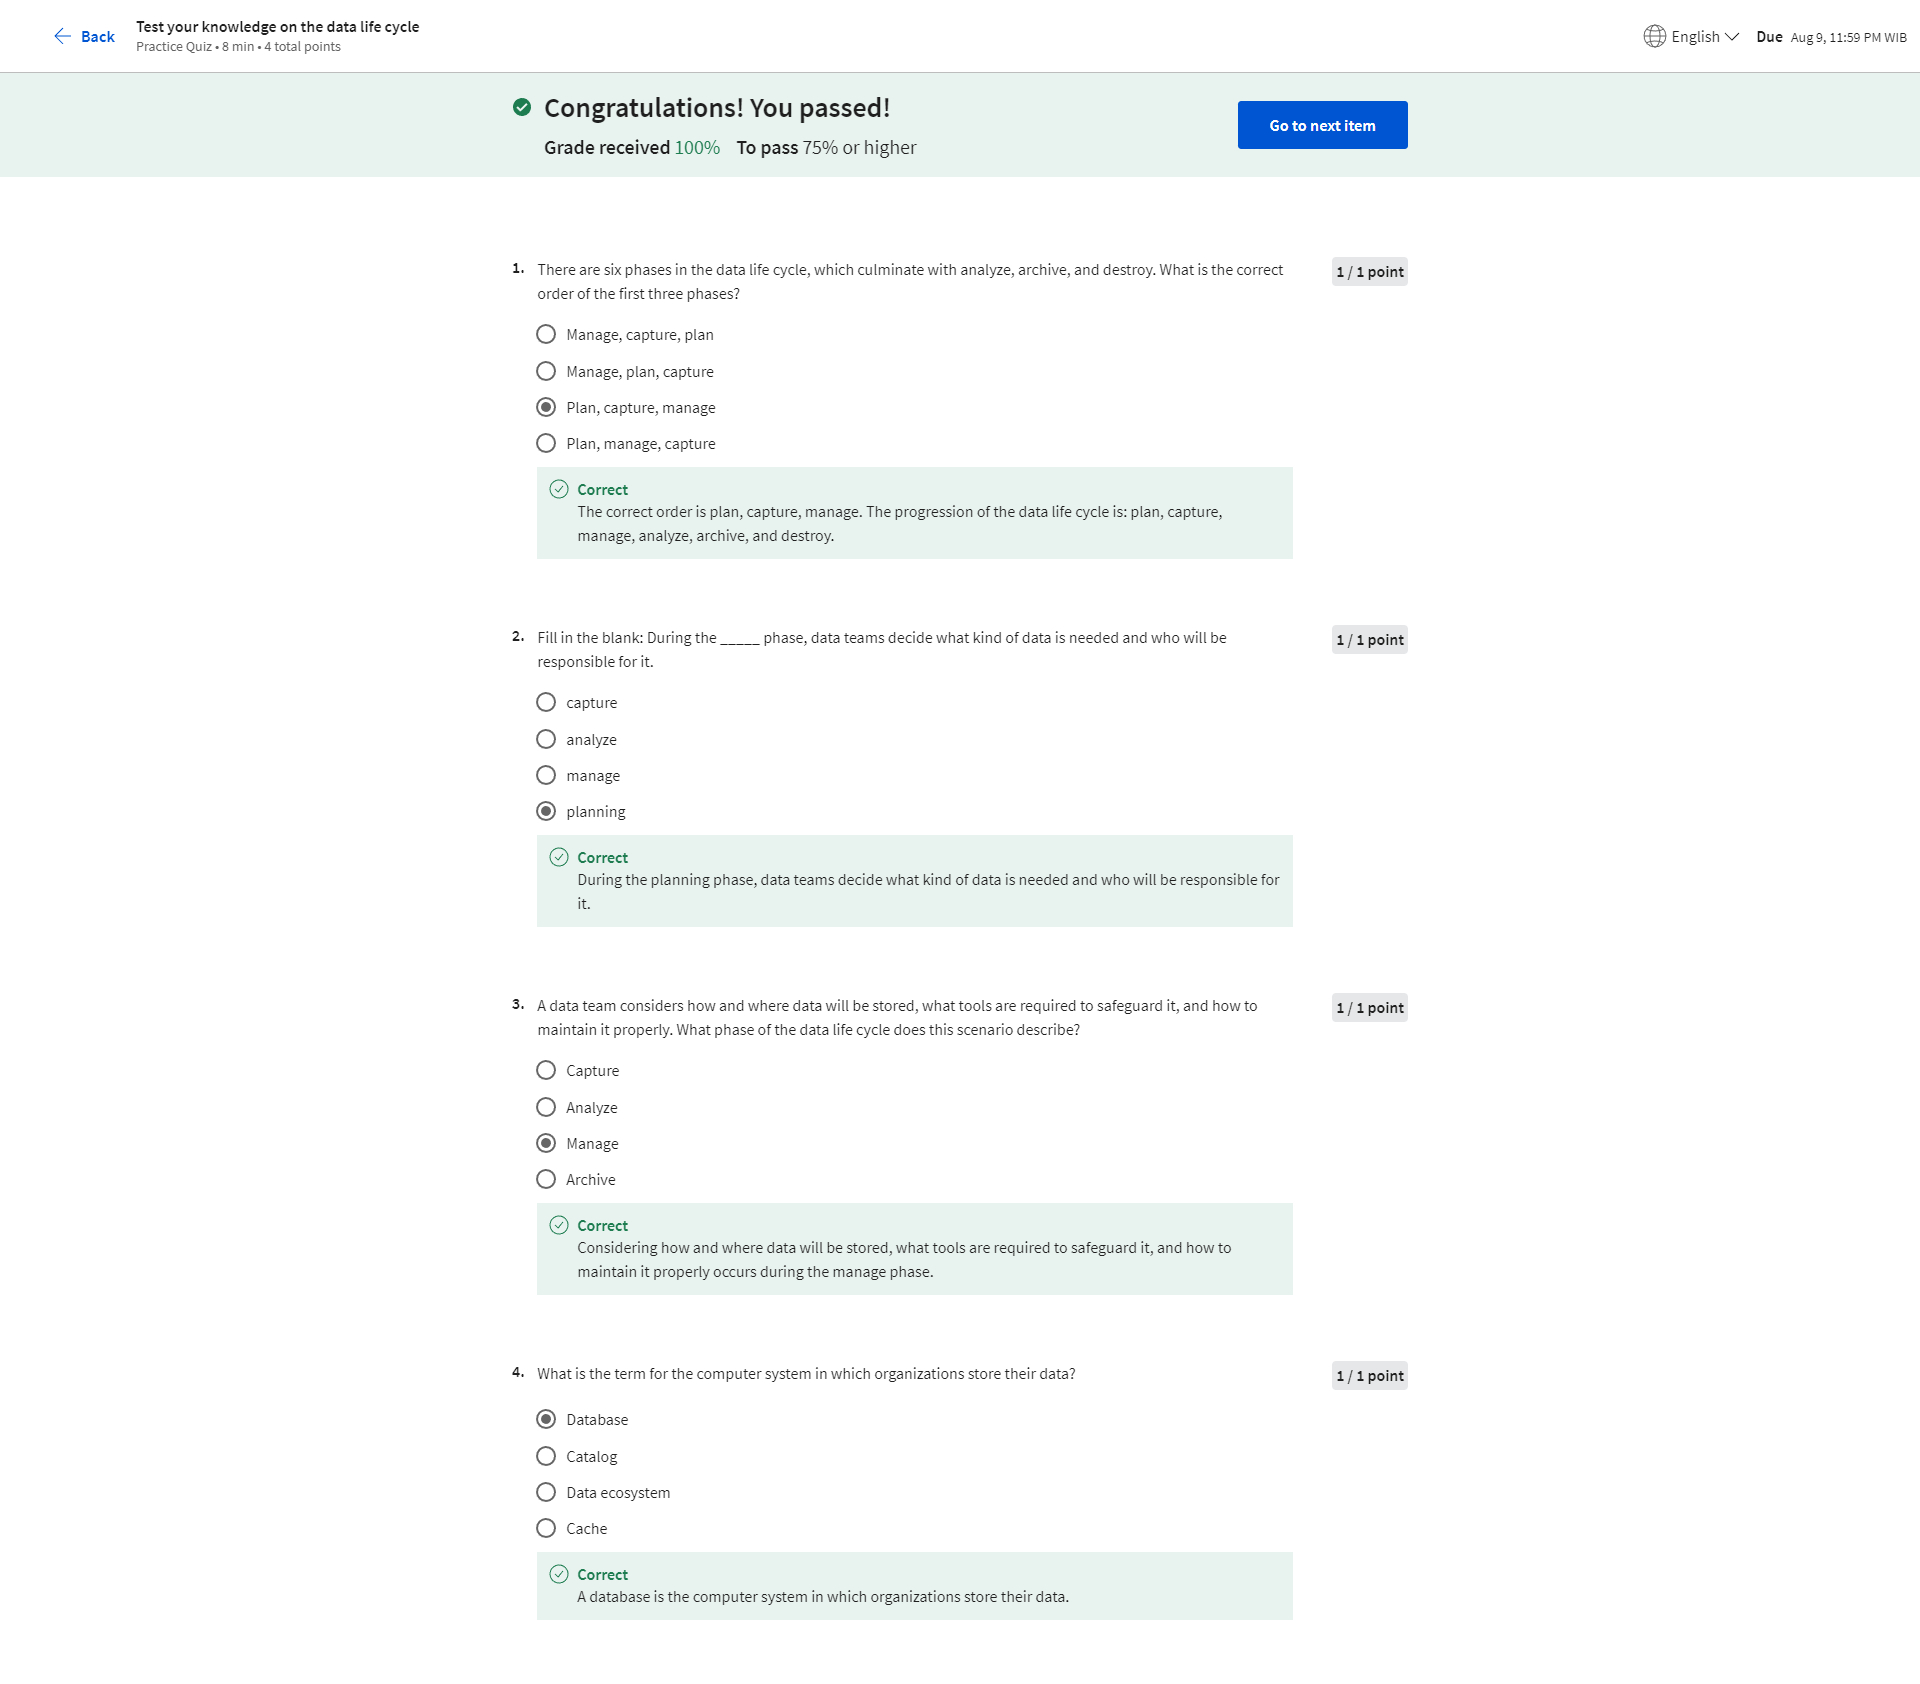 Back
Test your knowledge on the data life cycle
Practice Quiz • 8 min • 4 total points
English
Due Aug 9, 11:59 PM WIB
Congratulations! You passed!
Grade received 100% To pass 75% or higher
Go to next item
1. There are six phases in the data life cycle, which culminate with analyze, archive, and destroy. What is the correct
order of the first three phases?
1 / 1 point
Manage, capture, plan
Manage, plan, capture
Plan, capture, manage
Plan, manage, capture
Correct
The correct order is plan, capture, manage. The progression of the data life cycle is: plan, capture,
manage, analyze, archive, and destroy.
2. Fill in the blank: During the _____ phase, data teams decide what kind of data is needed and who will be
responsible for it.
1 / 1 point
capture
analyze
manage
planning
Correct
During the planning phase, data teams decide what kind of data is needed and who will be responsible for
it.
3. A data team considers how and where data will be stored, what tools are required to safeguard it, and how to
maintain it properly. What phase of the data life cycle does this scenario describe?
1 / 1 point
Capture
Analyze
Manage
Archive
Correct
Considering how and where data will be stored, what tools are required to safeguard it, and how to
maintain it properly occurs during the manage phase.
4. What is the term for the computer system in which organizations store their data?
1 / 1 point
Database
Catalog
Data ecosystem
Cache
Correct
A database is the computer system in which organizations store their data.